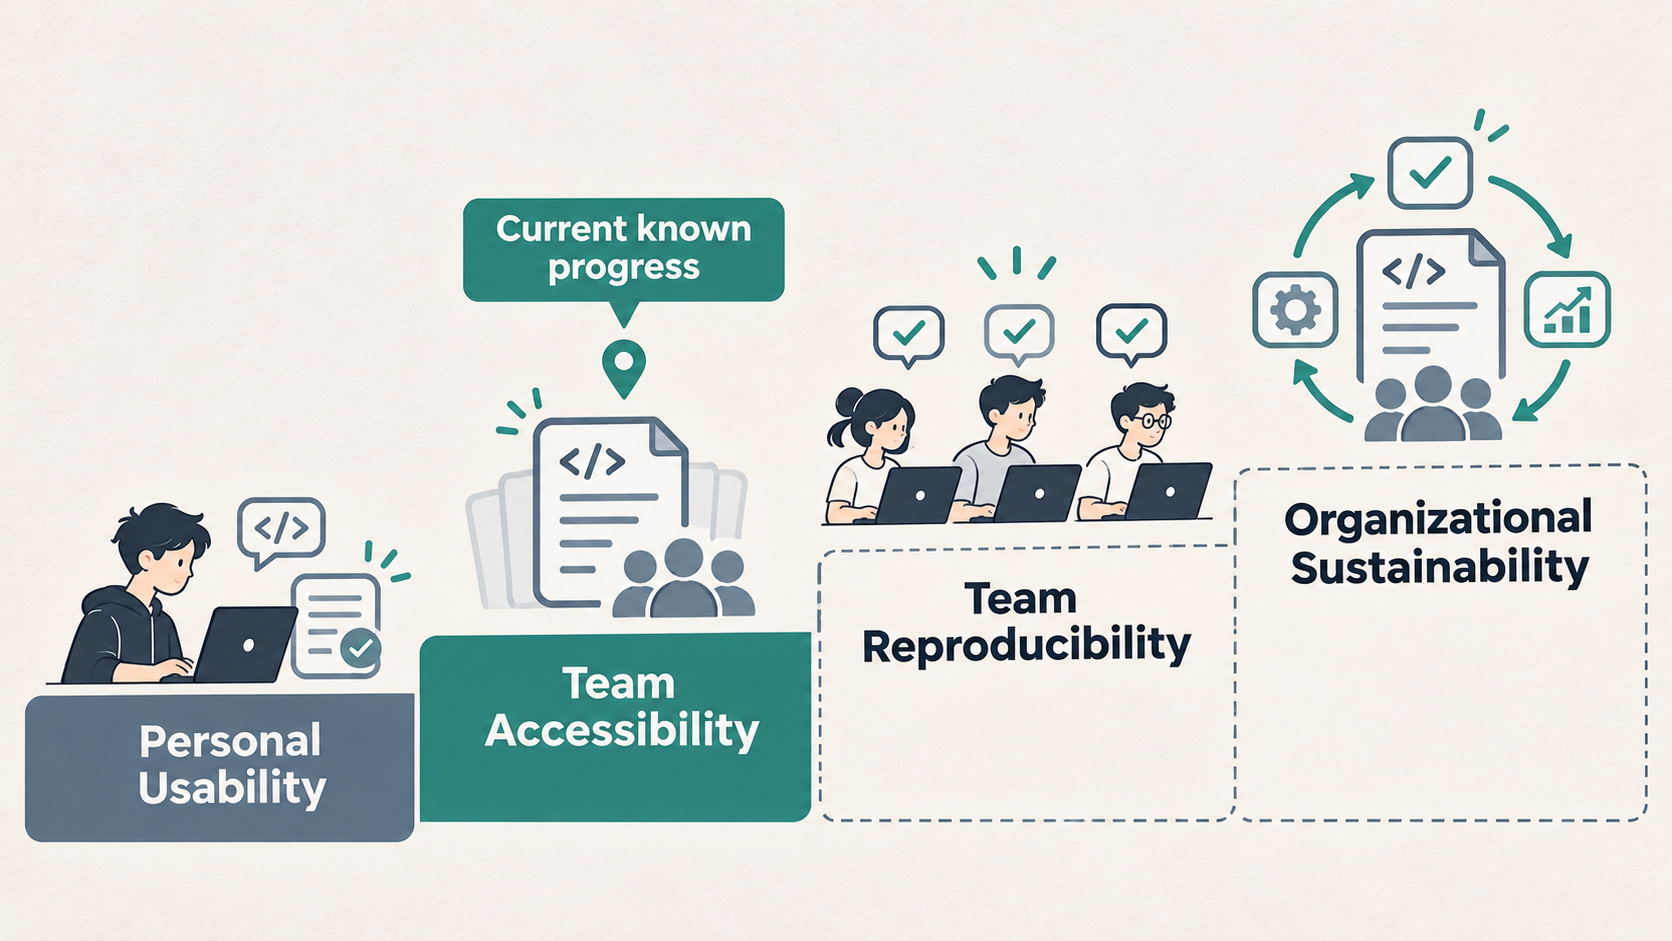 Current known
progress
</>
</>
</>
Personal
Usability
Team
Accessibility
Team
Reproducibility
Organizational
Sustainability